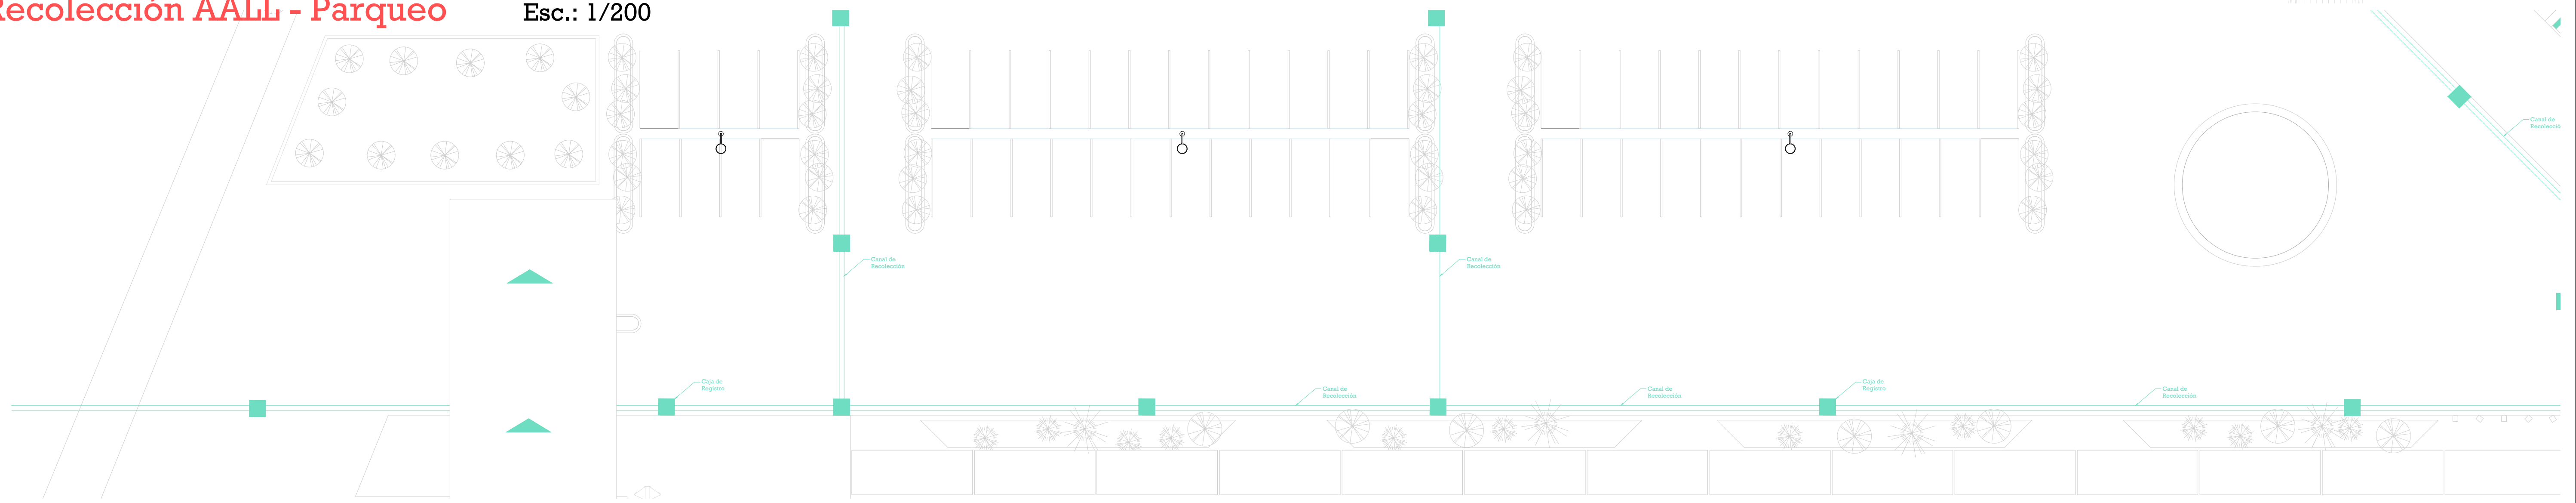 Recolección AALL - Parqueo
Esc.: 1/200
Canal de
Recolección
Canal de
Recolección
Canal de
Recolecció
Caja de
Registro
Canal de
Recolección
Canal de
Recolección
Caja de
Registro
Canal de
Recolección